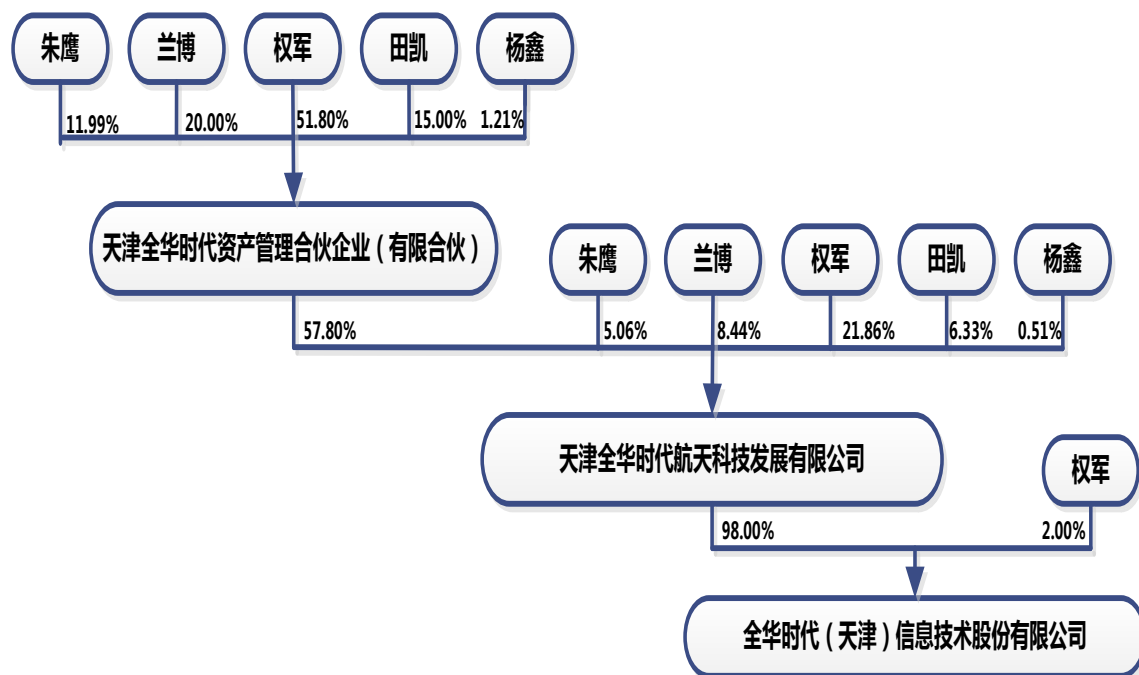 朱鹰 兰博 权军 田凯 杨鑫
11.99% 20.00% 51.80% 15.00% 1.21%
天津全华时代资产管理合伙企业（有限合伙）
朱鹰 兰博 权军 田凯 杨鑫
57.80% 5.06% 8.44% 21.86% 6.33% 0.51%
天津全华时代航天科技发展有限公司
权军
98.00% 2.00%
全华时代（天津）信息技术股份有限公司